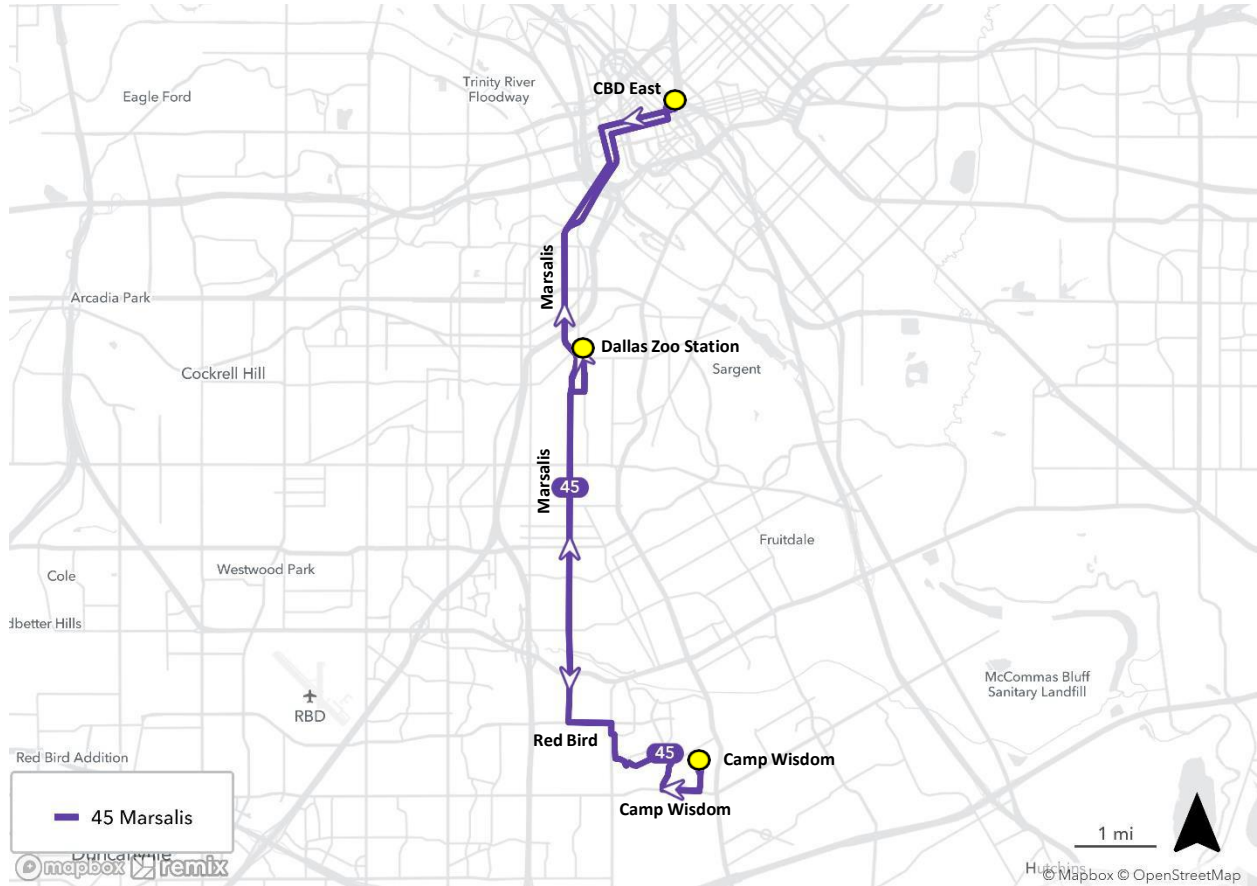 CBD East
Trinity River
Floodway
Eagle Ford
Marsalis
Arcadia Park
Dallas Zoo Station
Sargent
Cockrell Hill
Marsalis
45
Fruitdale
Westwood Park
Cole
dbetter Hills
McCommas Bluff
Sanitary Landfill
RBD
Red Bird
45
Camp Wisdom
Red Bird Addition
Camp Wisdom
45 Marsalis
1 mi
Duncanville
mapbox remix
Hutchins
© Mapbox © OpenStreetMap